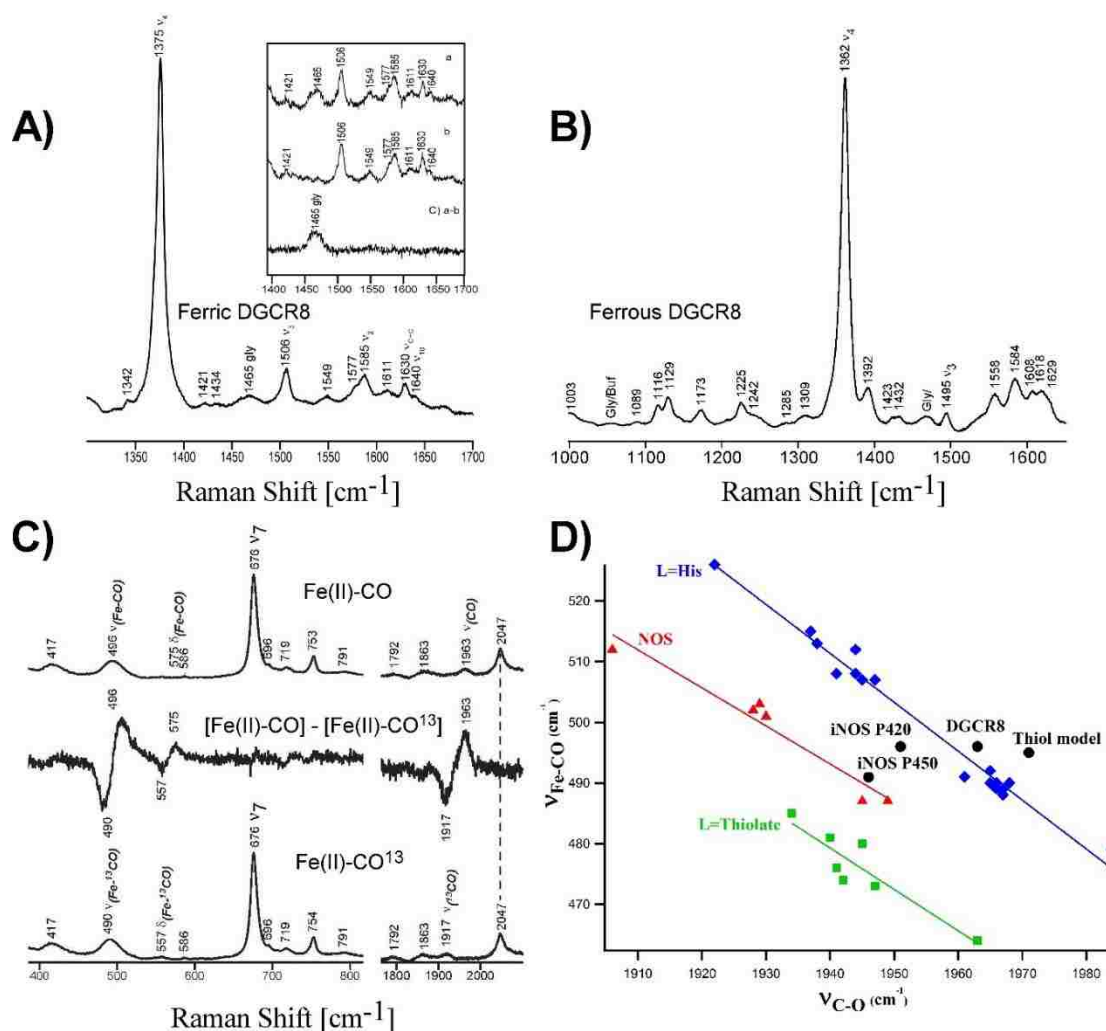 A)
1375 ν4
1342
1421
1434
1465 gly
1506 ν3
1549
1577
1585 ν2
1611
1630 νC=C
1640 ν10
Ferric DGCR8
1350 1400 1450 1500 1550 1600 1650 1700
Raman Shift [cm-1]
a
1421
1465
1506
1549
1577
1585
1611
1630
1640
b
1421
1506
1549
1577
1585
1611
1630
1640
C) a-b
1465 gly
1400 1450 1500 1550 1600 1650 1700
B)
1362 ν4
Ferrous DGCR8
1003
Gly/Buf
1089
1116
1129
1173
1225
1242
1285
1309
1392
1423
1432
Gly/
1495 ν3
1558
1584
1608
1618
1629
1000 1100 1200 1300 1400 1500 1600
Raman Shift [cm-1]
C)
676 ν7
Fe(II)-CO
417
496 ν(Fe-CO)
575 δ(Fe-CO)
586
696
719
753
791
1792
1863
1963 ν(CO)
2047
[Fe(II)-CO] - [Fe(II)-CO13]
496
575
490
557
1963
1917
676 ν7
Fe(II)-CO13
417
490 ν(Fe-13CO)
557 δ(Fe-13CO)
586
696
719
754
791
1792
1863
1917 ν(13CO)
2047
400 500 600 700 800 1800 1900 2000
Raman Shift [cm-1]
D)
L=His
NOS
iNOS P420
DGCR8
Thiol model
iNOS P450
L=Thiolate
520
510
500
490
480
470
νFe-CO (cm-1)
1910 1920 1930 1940 1950 1960 1970 1980
νC-O (cm-1)